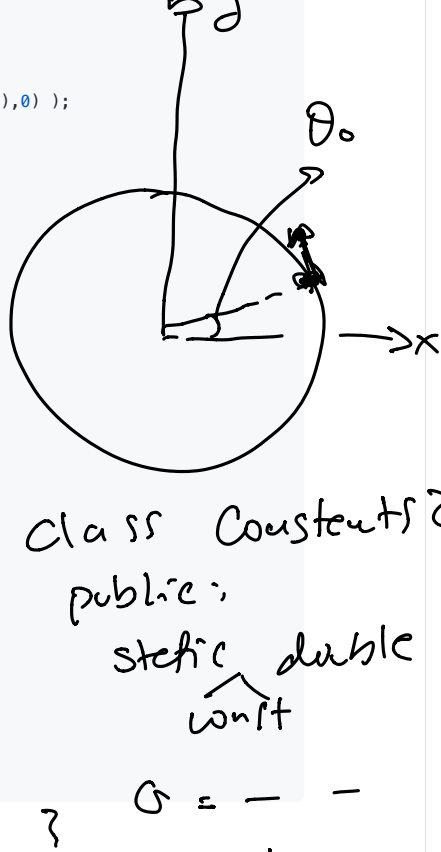 ),0) );
θ₀
x
class Constants {
public:
static double
const
G = — —
}